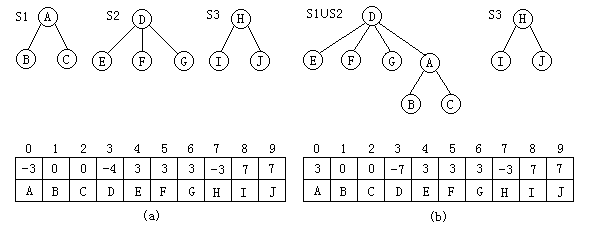 S1 A S2 D S3 H
B C E F G I J
0 1 2 3 4 5 6 7 8 9
-3 0 0 -4 3 3 3 -3 7 7
A B C D E F G H I J
(a)
S1US2 D S3 H
E F G A I J
B C
0 1 2 3 4 5 6 7 8 9
3 0 0 -7 3 3 3 -3 7 7
A B C D E F G H I J
(b)